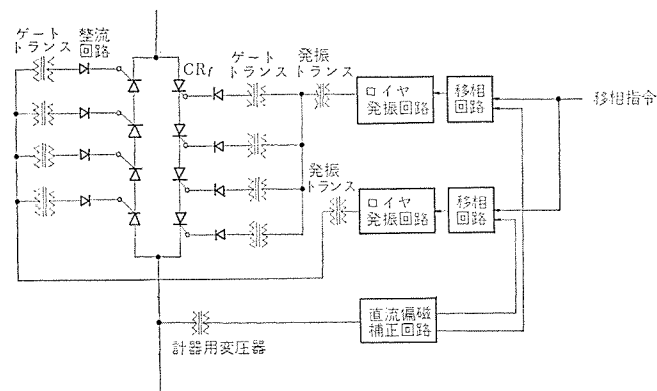 ゲート
トランス
整流
回路
CRf
ゲート
トランス
発振
トランス
ロイヤ
発振回路
移相
回路
移相指令
発振
トランス
ロイヤ
発振回路
移相
回路
直流偏磁
補正回路
計器用変圧器